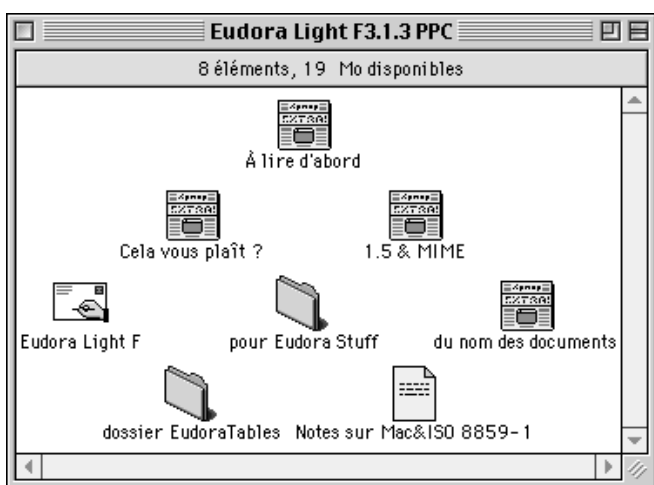 Eudora Light F3.1.3 PPC
8 éléments, 19 Mo disponibles
À lire d'abord
Cela vous plaît ?
1.5 & MIME
Eudora Light F
pour Eudora Stuff
du nom des documents
dossier EudoraTables
Notes sur Mac&ISO 8859-1